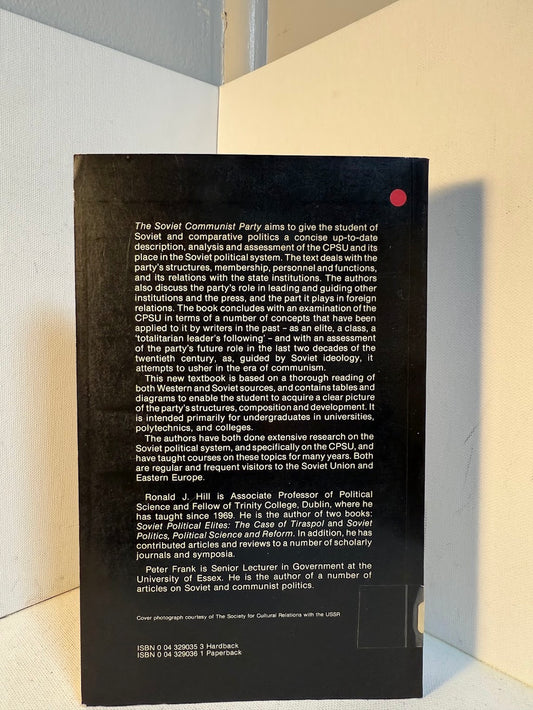 The Soviet Communist Party aims to give the student of
Soviet and comparative politics a concise up-to-date
description, analysis and assessment of the CPSU and its
place in the Soviet political system. The text deals with the
party's structures, membership, personnel and functions,
and its relations with the state institutions. The authors
also discuss the party's role in leading and guiding other
institutions and the press, and the part it plays in foreign
relations. The book concludes with an examination of the
CPSU in terms of a number of concepts that have been
applied to it by writers in the past – as an elite, a class, a
'totalitarian leader's following' – and with an assessment
of the party's future role in the last two decades of the
twentieth century, as, guided by Soviet ideology, it
attempts to usher in the era of communism.
This new textbook is based on a thorough reading of
both Western and Soviet sources, and contains tables and
diagrams to enable the student to acquire a clear picture
of the party's structures, composition and development. It
is intended primarily for undergraduates in universities,
polytechnics, and colleges.
The authors have both done extensive research on the
Soviet political system, and specifically on the CPSU, and
have taught courses on these topics for many years. Both
are regular and frequent visitors to the Soviet Union and
Eastern Europe.
Ronald J. Hill is Associate Professor of Political
Science and Fellow of Trinity College, Dublin, where he
has taught since 1969. He is the author of two books:
Soviet Political Elites: The Case of Tiraspol and Soviet
Politics, Political Science and Reform. In addition, he has
contributed articles and reviews to a number of scholarly
journals and symposia.
Peter Frank is Senior Lecturer in Government at the
University of Essex. He is the author of a number of
articles on Soviet and communist politics.
Cover photograph courtesy of The Society for Cultural Relations with the USSR
ISBN 0 04 329035 3 Hardback
ISBN 0 04 329036 1 Paperback